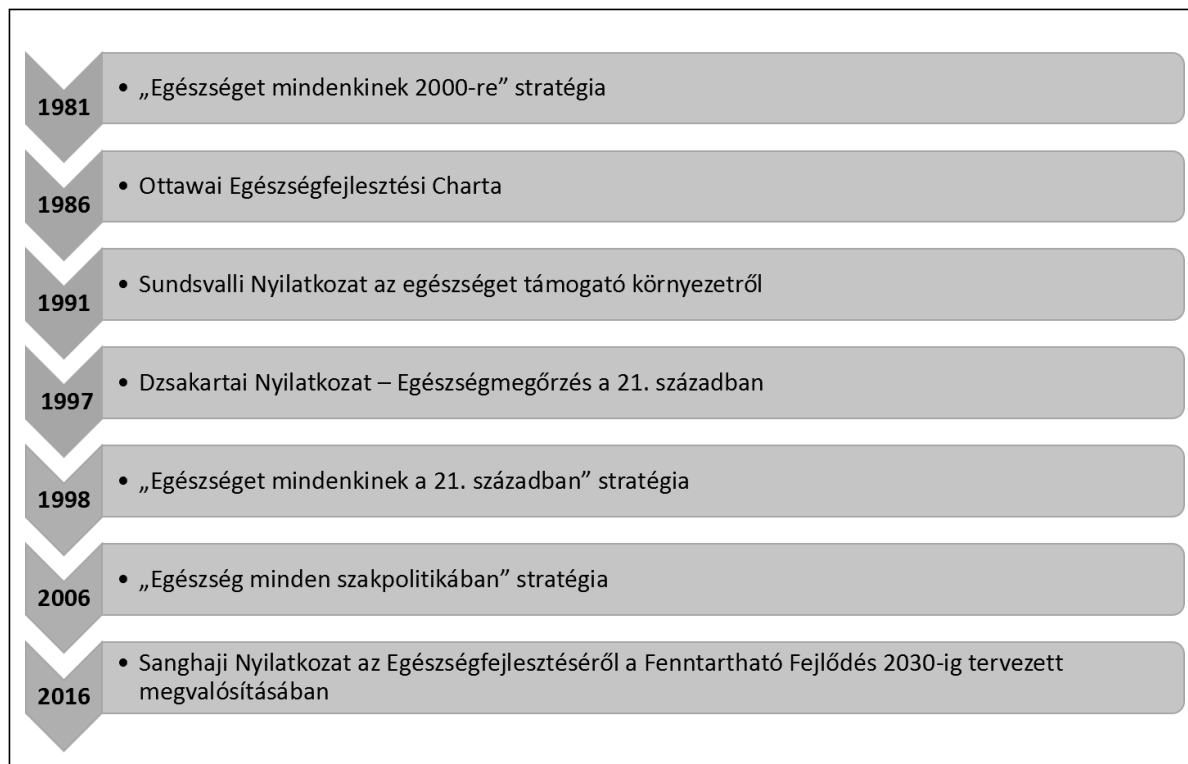 1981
• „Egészséget mindenkinek 2000-re” stratégia
1986
• Ottawai Egészségfejlesztési Charta
1991
• Sundsvalli Nyilatkozat az egészséget támogató környezetről
1997
• Dzsakartai Nyilatkozat – Egészségmegőrzés a 21. században
1998
• „Egészséget mindenkinek a 21. században” stratégia
2006
• „Egészség minden szakpolitikában” stratégia
2016
• Sanghaji Nyilatkozat az Egészségfejlesztéséről a Fenntartható Fejlődés 2030-ig tervezett
megvalósításában